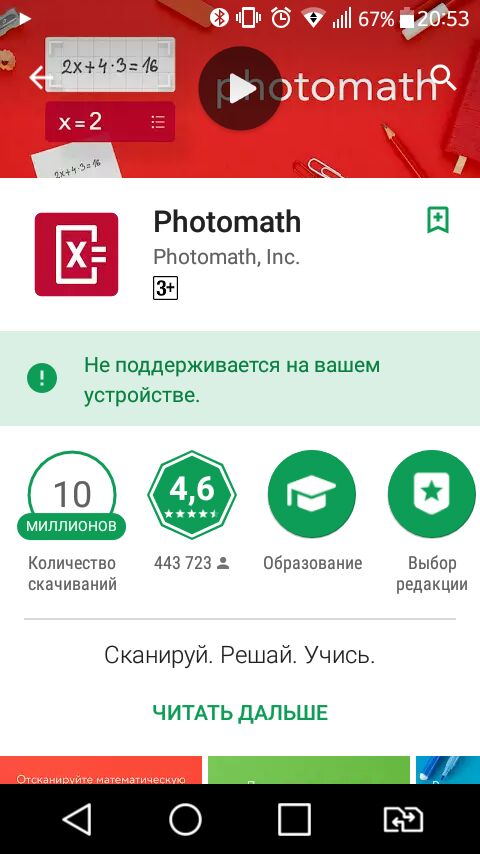 67% 20:53
2x+4·3=16
photomath
x=2
2x+4·3=16
Photomath
Photomath, Inc.
3+
Не поддерживается на вашем
устройстве.
10
МИЛЛИОНОВ
4,6
Количество
скачиваний
443 723
Образование
Выбор
редакции
Сканируй. Решай. Учись.
ЧИТАТЬ ДАЛЬШЕ
Отсканируйте математическую